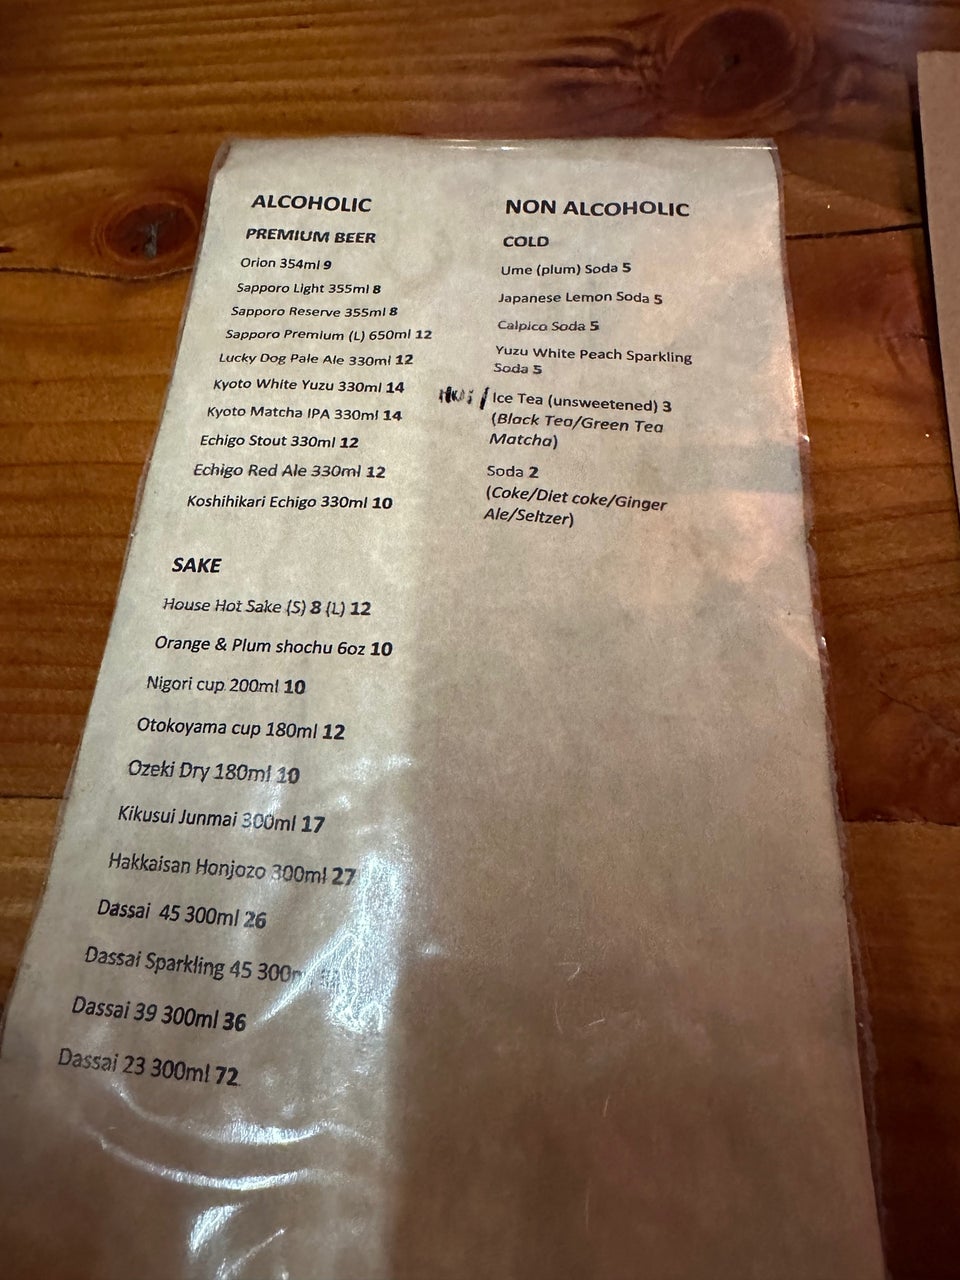 ALCOHOLIC
PREMIUM BEER
Orion 354ml 9
Sapporo Light 355ml 8
Sapporo Reserve 355ml 8
Sapporo Premium (L) 650ml 12
Lucky Dog Pale Ale 330ml 12
Kyoto White Yuzu 330ml 14
Kyoto Matcha IPA 330ml 14
Echigo Stout 330ml 12
Echigo Red Ale 330ml 12
Koshihikari Echigo 330ml 10
SAKE
House Hot Sake (S) 8 (L) 12
Orange & Plum shochu 6oz 10
Nigori cup 200ml 10
Otokoyama cup 180ml 12
Ozeki Dry 180ml 10
Kikusui Junmai 300ml 17
Hakkaisan Honjozo 300ml 27
Dassai 45 300ml 26
Dassai Sparkling 45
Dassai 39 300ml 36
Dassai 23 300ml 72
NON ALCOHOLIC
COLD
Ume (plum) Soda 5
Japanese Lemon Soda 5
Calpico Soda 5
Yuzu White Peach Sparkling
Soda 5
Hot / Ice Tea (unsweetened) 3
(Black Tea/Green Tea
Matcha)
Soda 2
(Coke/Diet coke/Ginger
Ale/Seltzer)